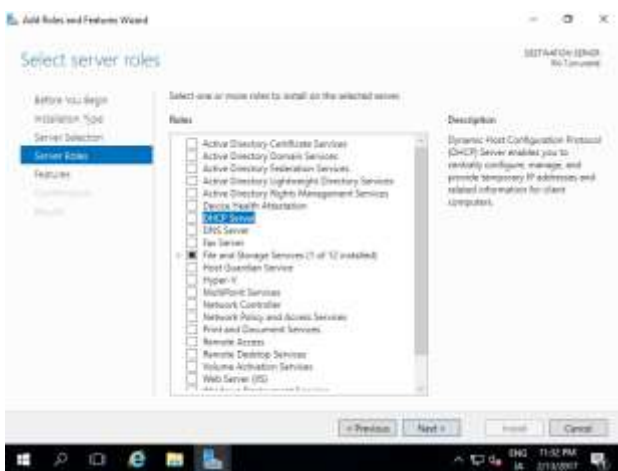 Add Roles and Features Wizard
Select server roles
DESTINATION SERVER
Before You Begin
Installation Type
Server Selection
Server Roles
Features
Select one or more roles to install on the selected server.
Roles
Active Directory Certificate Services
Active Directory Domain Services
Active Directory Federation Services
Active Directory Lightweight Directory Services
Active Directory Rights Management Services
Device Health Attestation
DHCP Server
DNS Server
Fax Server
File and Storage Services (1 of 12 installed)
Host Guardian Service
Hyper-V
MultiPoint Services
Network Controller
Network Policy and Access Services
Print and Document Services
Remote Access
Remote Desktop Services
Volume Activation Services
Web Server (IIS)
Description
Dynamic Host Configuration Protocol
(DHCP) Server enables you to
centrally configure, manage, and
provide temporary IP addresses and
related information for client
computers.
< Previous
Next >
Install
Cancel
ENG
11:52 PM